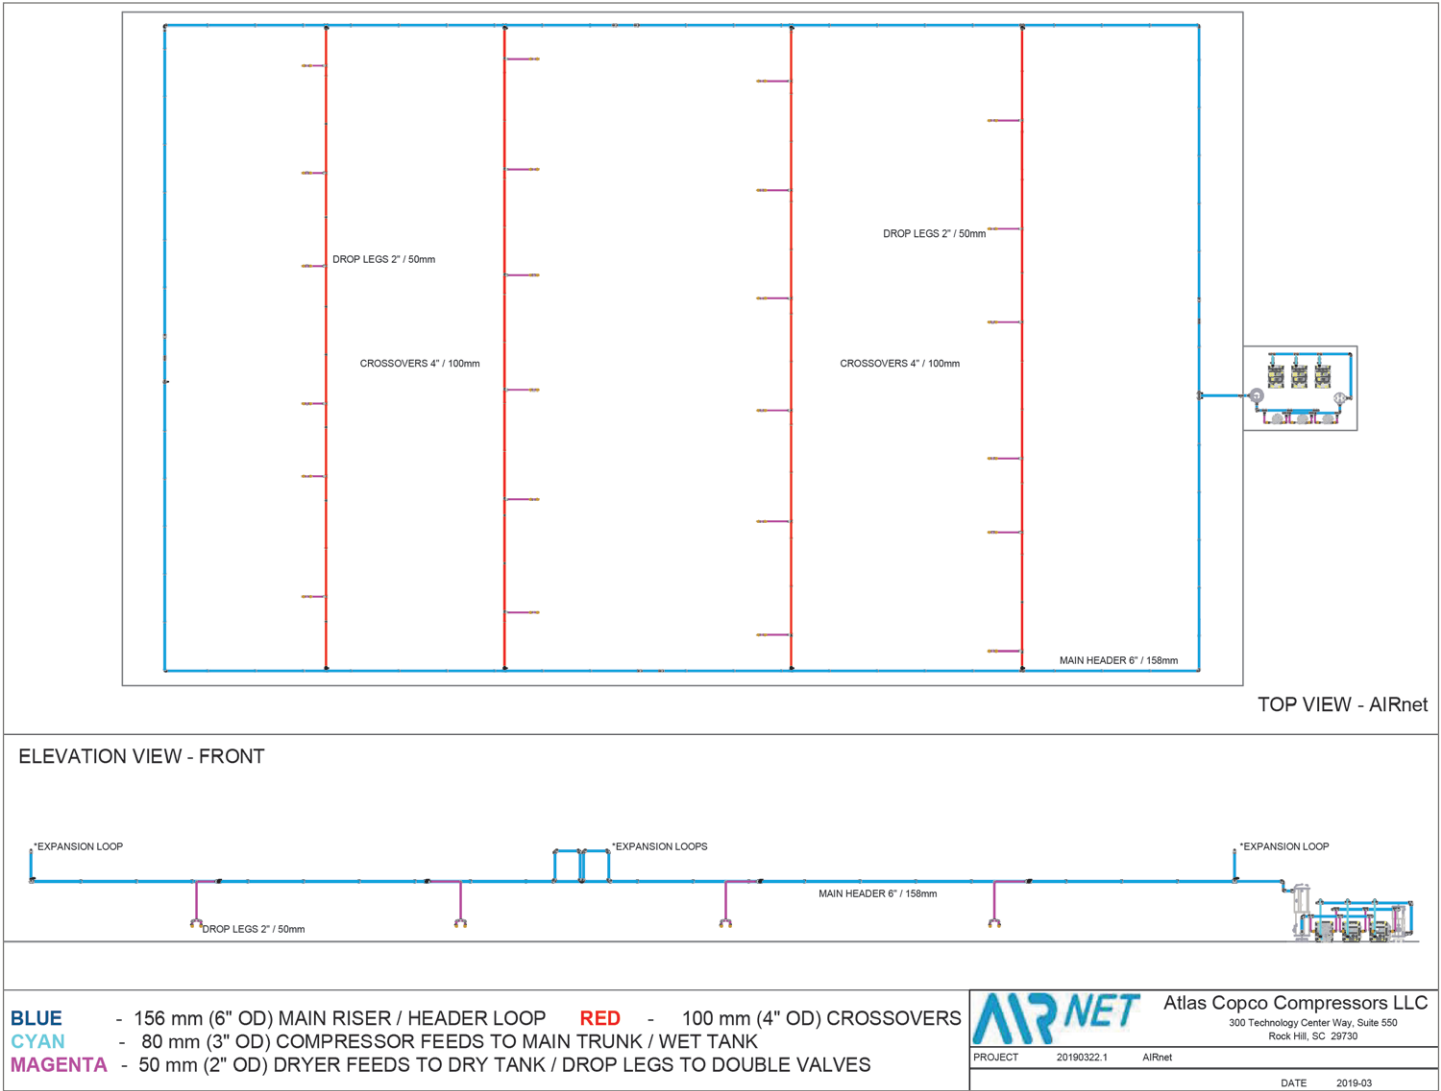 DROP LEGS 2" / 50mm
DROP LEGS 2" / 50mm
CROSSOVERS 4" / 100mm
CROSSOVERS 4" / 100mm
MAIN HEADER 6" / 158mm
TOP VIEW - AIRnet
ELEVATION VIEW - FRONT
*EXPANSION LOOP
*EXPANSION LOOPS
*EXPANSION LOOP
MAIN HEADER 6" / 158mm
DROP LEGS 2" / 50mm
BLUE - 156 mm (6" OD) MAIN RISER / HEADER LOOP RED - 100 mm (4" OD) CROSSOVERS
CYAN - 80 mm (3" OD) COMPRESSOR FEEDS TO MAIN TRUNK / WET TANK
MAGENTA - 50 mm (2" OD) DRYER FEEDS TO DRY TANK / DROP LEGS TO DOUBLE VALVES
AIRNET
Atlas Copco Compressors LLC
300 Technology Center Way, Suite 550
Rock Hill, SC 29730
PROJECT 20190322.1 AIRnet
DATE 2019-03